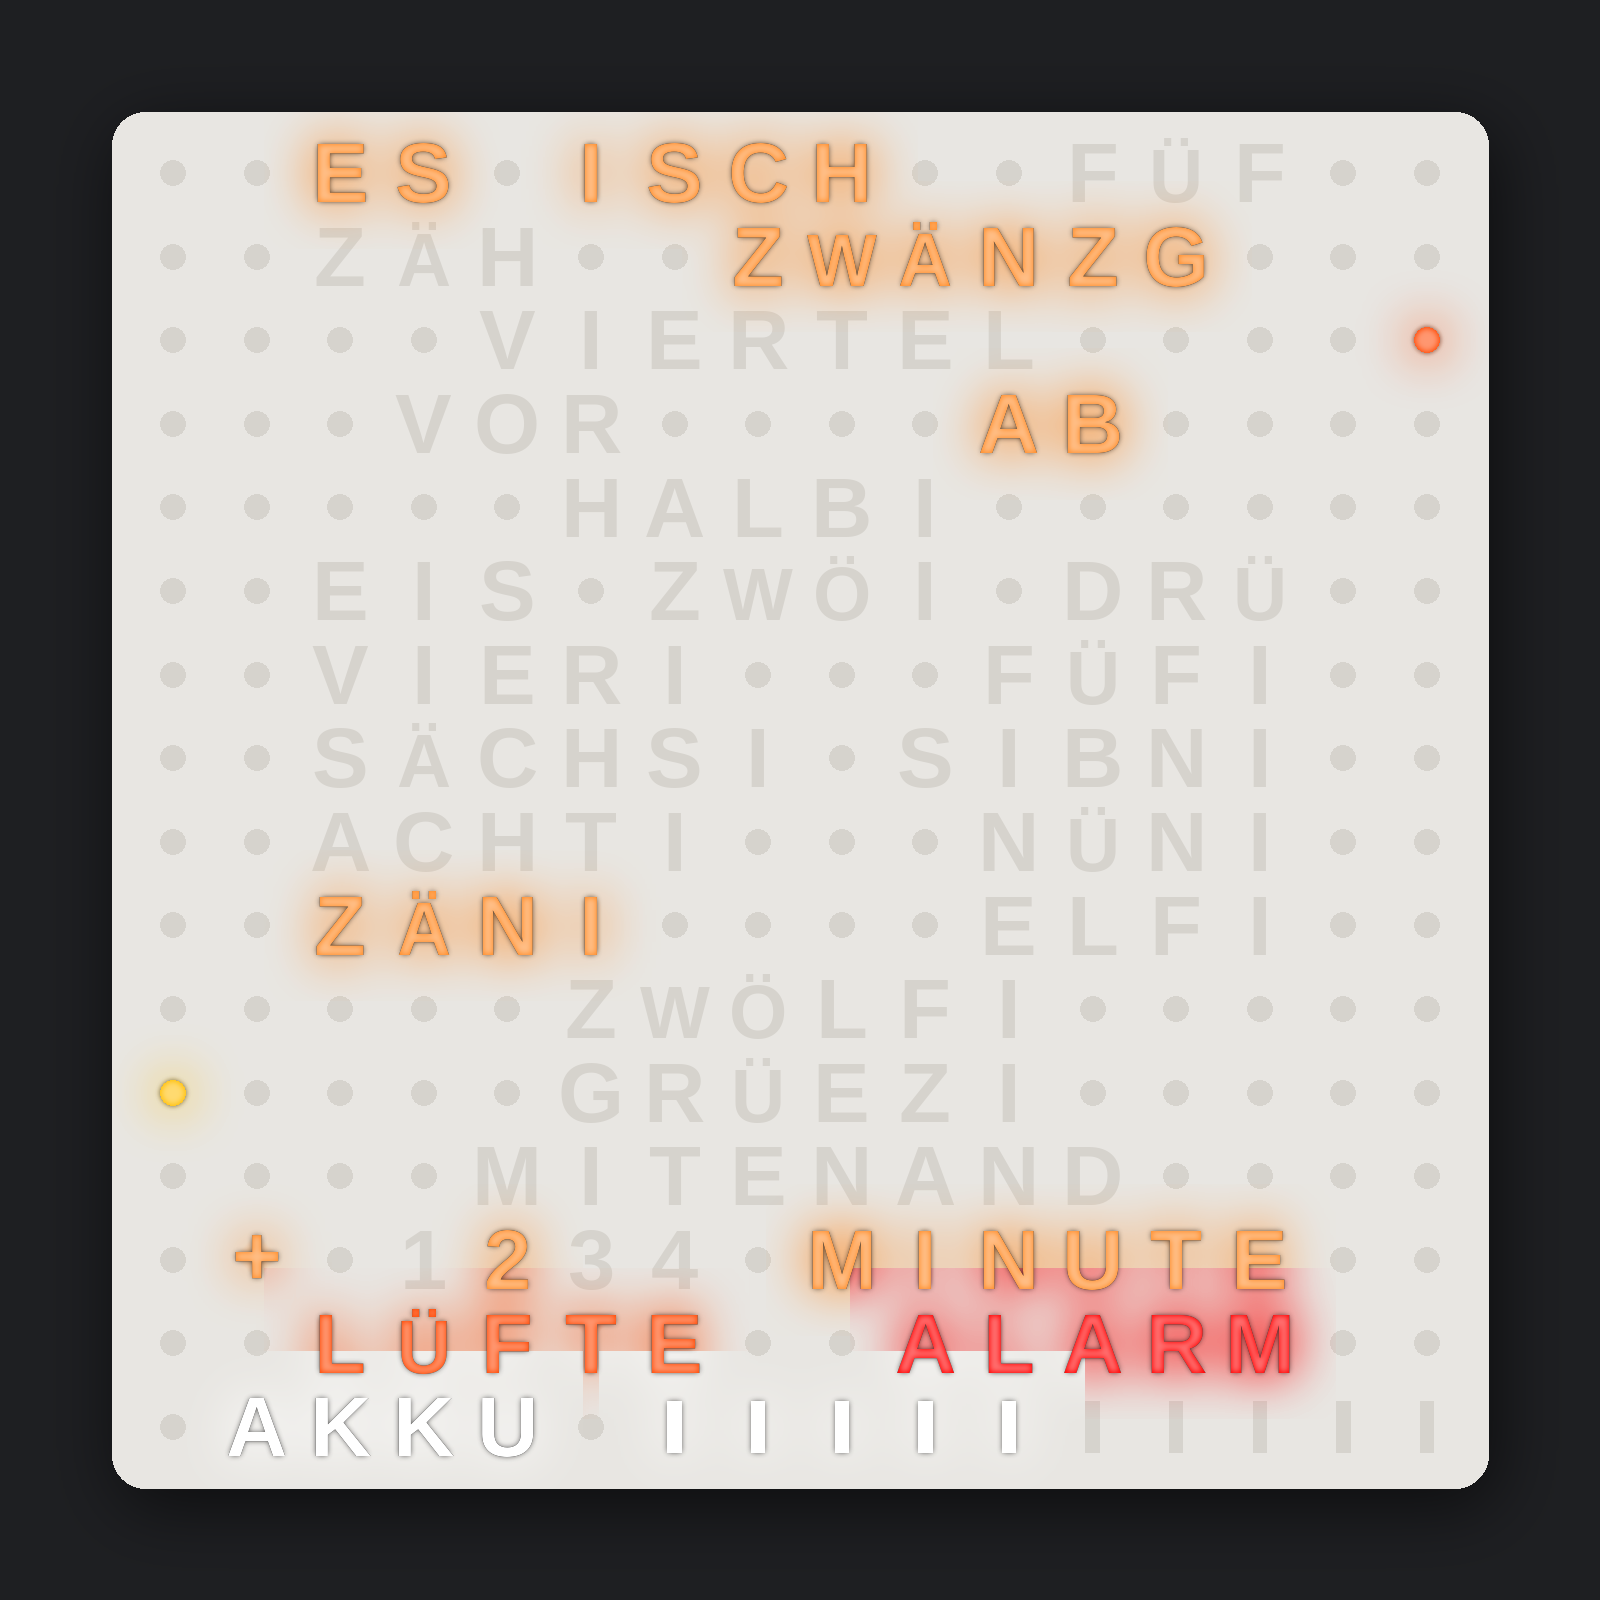 ES ISCH FÜF
ZÄH ZWÄNZG
VIERTEL
VOR AB
HALBI
EIS ZWÖI DRÜ
VIERI FÜFI
SÄCHSI SIBNI
ACHTI NÜNI
ZÄNI ELFI
ZWÖLFI
GRÜEZI
MITENAND
+ 1 2 3 4 MINUTE
LÜFTE ALARM
AKKU I I I I I I I I I I